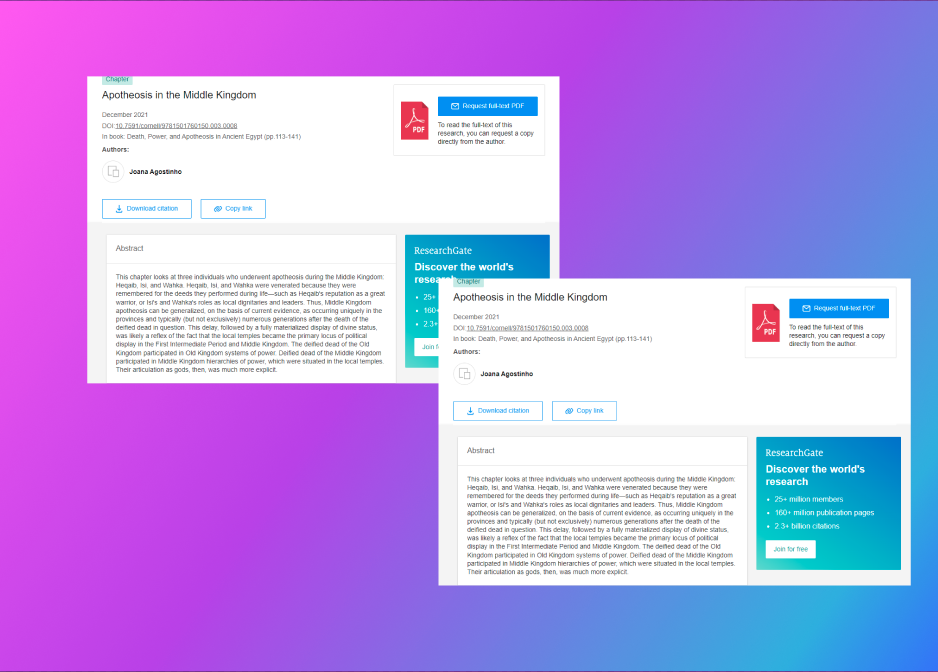 Chapter
Apotheosis in the Middle Kingdom
December 2021
DOI:10.7591/cornell/9781501760150.003.0008
In book: Death, Power, and Apotheosis in Ancient Egypt (pp.113-141)
Authors:
Joana Agostinho
Download citation
Copy link
PDF
Request full-text PDF
To read the full-text of this
research, you can request a copy
directly from the author.
Abstract
This chapter looks at three individuals who underwent apotheosis during the Middle Kingdom:
Heqaib, Isi, and Wahka. Heqaib, Isi, and Wahka were venerated because they were
remembered for the deeds they performed during life—such as Heqaib's reputation as a great
warrior, or Isi's and Wahka's roles as local dignitaries and leaders. Thus, Middle Kingdom
apotheosis can be generalized, on the basis of current evidence, as occurring uniquely in the
provinces and typically (but not exclusively) numerous generations after the death of the
deified dead in question. This delay, followed by a fully materialized display of divine status,
was likely a reflex of the fact that the local temples became the primary locus of political
display in the First Intermediate Period and Middle Kingdom. The deified dead of the Old
Kingdom participated in Old Kingdom systems of power. Deified dead of the Middle Kingdom
participated in Middle Kingdom hierarchies of power, which were situated in the local temples.
Their articulation as gods, then, was much more explicit.
ResearchGate
Discover the world's
resea
25+
160+
2.3+
Join f
Chapter
Apotheosis in the Middle Kingdom
December 2021
DOI:10.7591/cornell/9781501760150.003.0008
In book: Death, Power, and Apotheosis in Ancient Egypt (pp.113-141)
Authors:
Joana Agostinho
Download citation
Copy link
PDF
Request full-text PDF
To read the full-text of this
research, you can request a copy
directly from the author.
Abstract
This chapter looks at three individuals who underwent apotheosis during the Middle Kingdom:
Heqaib, Isi, and Wahka. Heqaib, Isi, and Wahka were venerated because they were
remembered for the deeds they performed during life—such as Heqaib's reputation as a great
warrior, or Isi's and Wahka's roles as local dignitaries and leaders. Thus, Middle Kingdom
apotheosis can be generalized, on the basis of current evidence, as occurring uniquely in the
provinces and typically (but not exclusively) numerous generations after the death of the
deified dead in question. This delay, followed by a fully materialized display of divine status,
was likely a reflex of the fact that the local temples became the primary locus of political
display in the First Intermediate Period and Middle Kingdom. The deified dead of the Old
Kingdom participated in Old Kingdom systems of power. Deified dead of the Middle Kingdom
participated in Middle Kingdom hierarchies of power, which were situated in the local temples.
Their articulation as gods, then, was much more explicit.
ResearchGate
Discover the world's
research
25+ million members
160+ million publication pages
2.3+ billion citations
Join for free